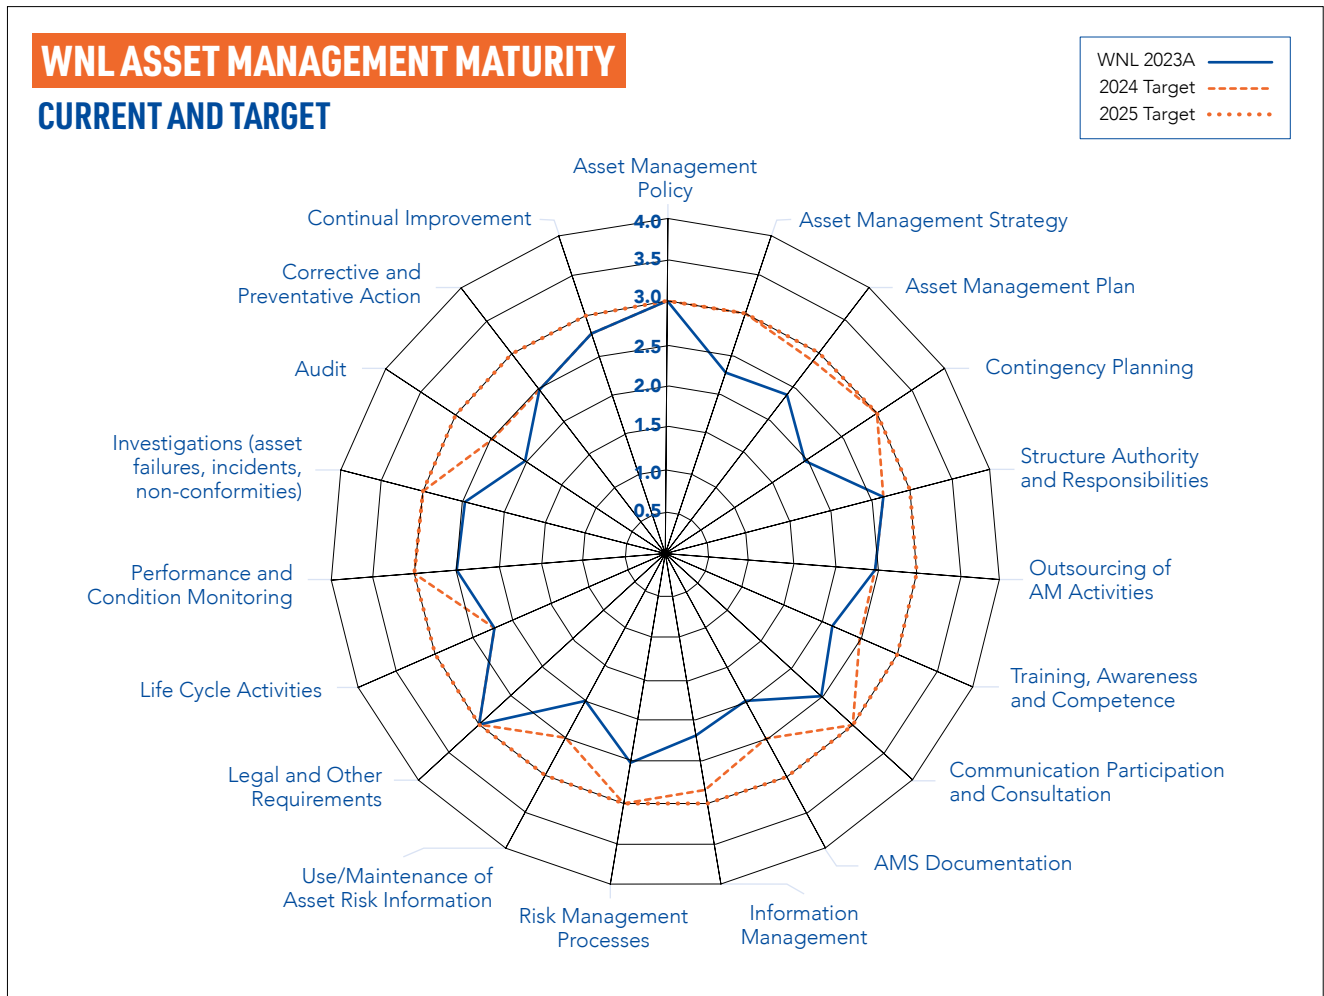 WNL ASSET MANAGEMENT MATURITY
CURRENT AND TARGET
WNL 2023A
2024 Target
2025 Target
Asset Management
Policy
Asset Management Strategy
Asset Management Plan
Contingency Planning
Structure Authority
and Responsibilities
Outsourcing of
AM Activities
Training, Awareness
and Competence
Communication Participation
and Consultation
AMS Documentation
Information
Management
Risk Management
Processes
Use/Maintenance of
Asset Risk Information
Legal and Other
Requirements
Life Cycle Activities
Performance and
Condition Monitoring
Investigations (asset
failures, incidents,
non-conformities)
Audit
Corrective and
Preventative Action
Continual Improvement
4.0
3.5
3.0
2.5
2.0
1.5
1.0
0.5